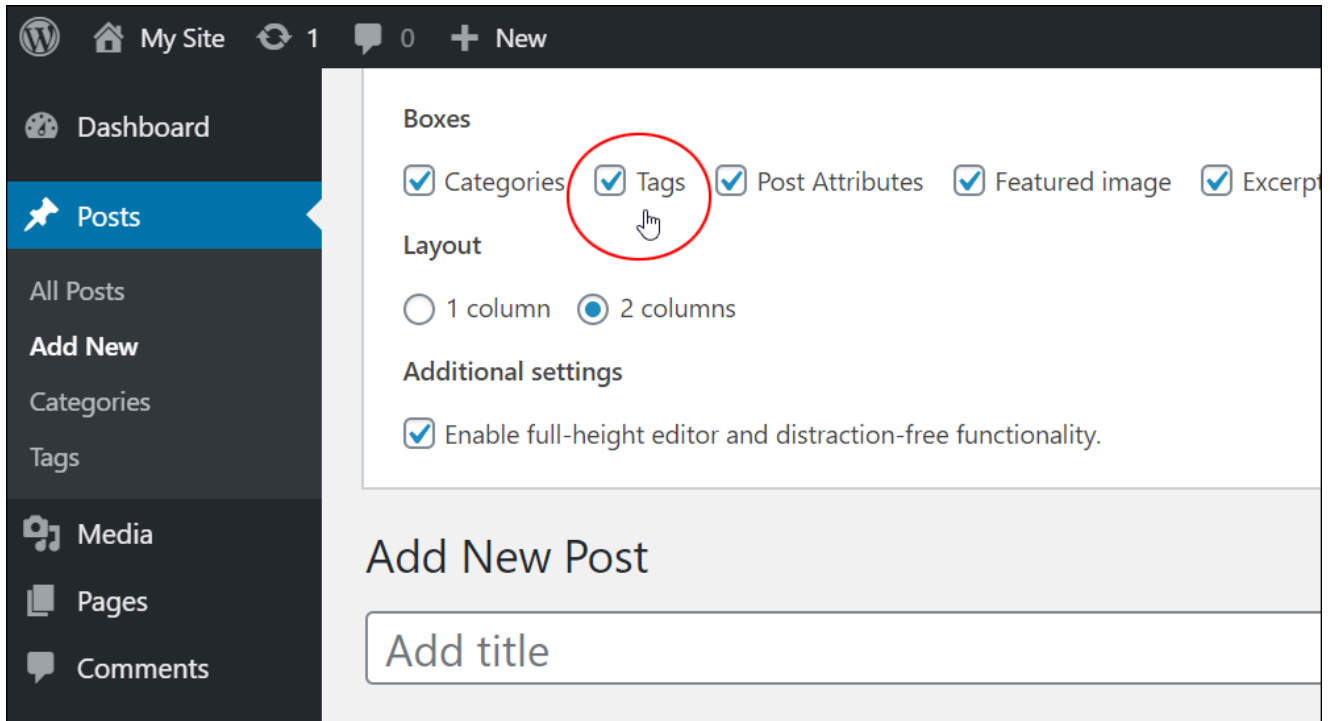 My Site 1 0 New
Dashboard
Posts
All Posts
Add New
Categories
Tags
Media
Pages
Comments
Boxes
Categories Tags Post Attributes Featured image Excerpt
Layout
1 column 2 columns
Additional settings
Enable full-height editor and distraction-free functionality.
Add New Post
Add title